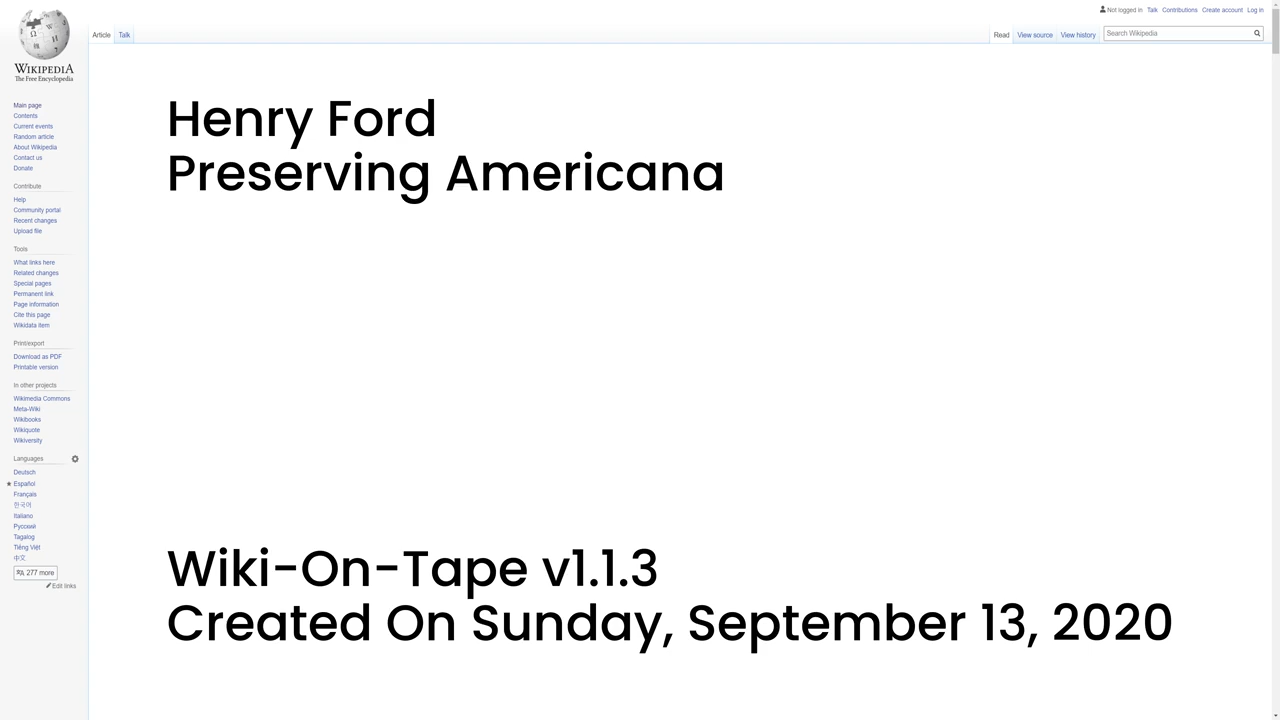 Not logged in Talk Contributions Create account Log in
Article Talk Read View source View history Search Wikipedia
WIKIPEDIA
The Free Encyclopedia
Main page
Contents
Current events
Random article
About Wikipedia
Contact us
Donate
Contribute
Help
Community portal
Recent changes
Upload file
Tools
What links here
Related changes
Special pages
Permanent link
Page information
Cite this page
Wikidata item
Print/export
Download as PDF
Printable version
In other projects
Wikimedia Commons
Meta-Wiki
Wikibooks
Wikiquote
Wikiversity
Languages
Deutsch
Español
Français
한국어
Italiano
Русский
Tagalog
Tiếng Việt
中文
277 more
Edit links
Henry Ford
Preserving Americana
Wiki-On-Tape v1.1.3
Created On Sunday, September 13, 2020